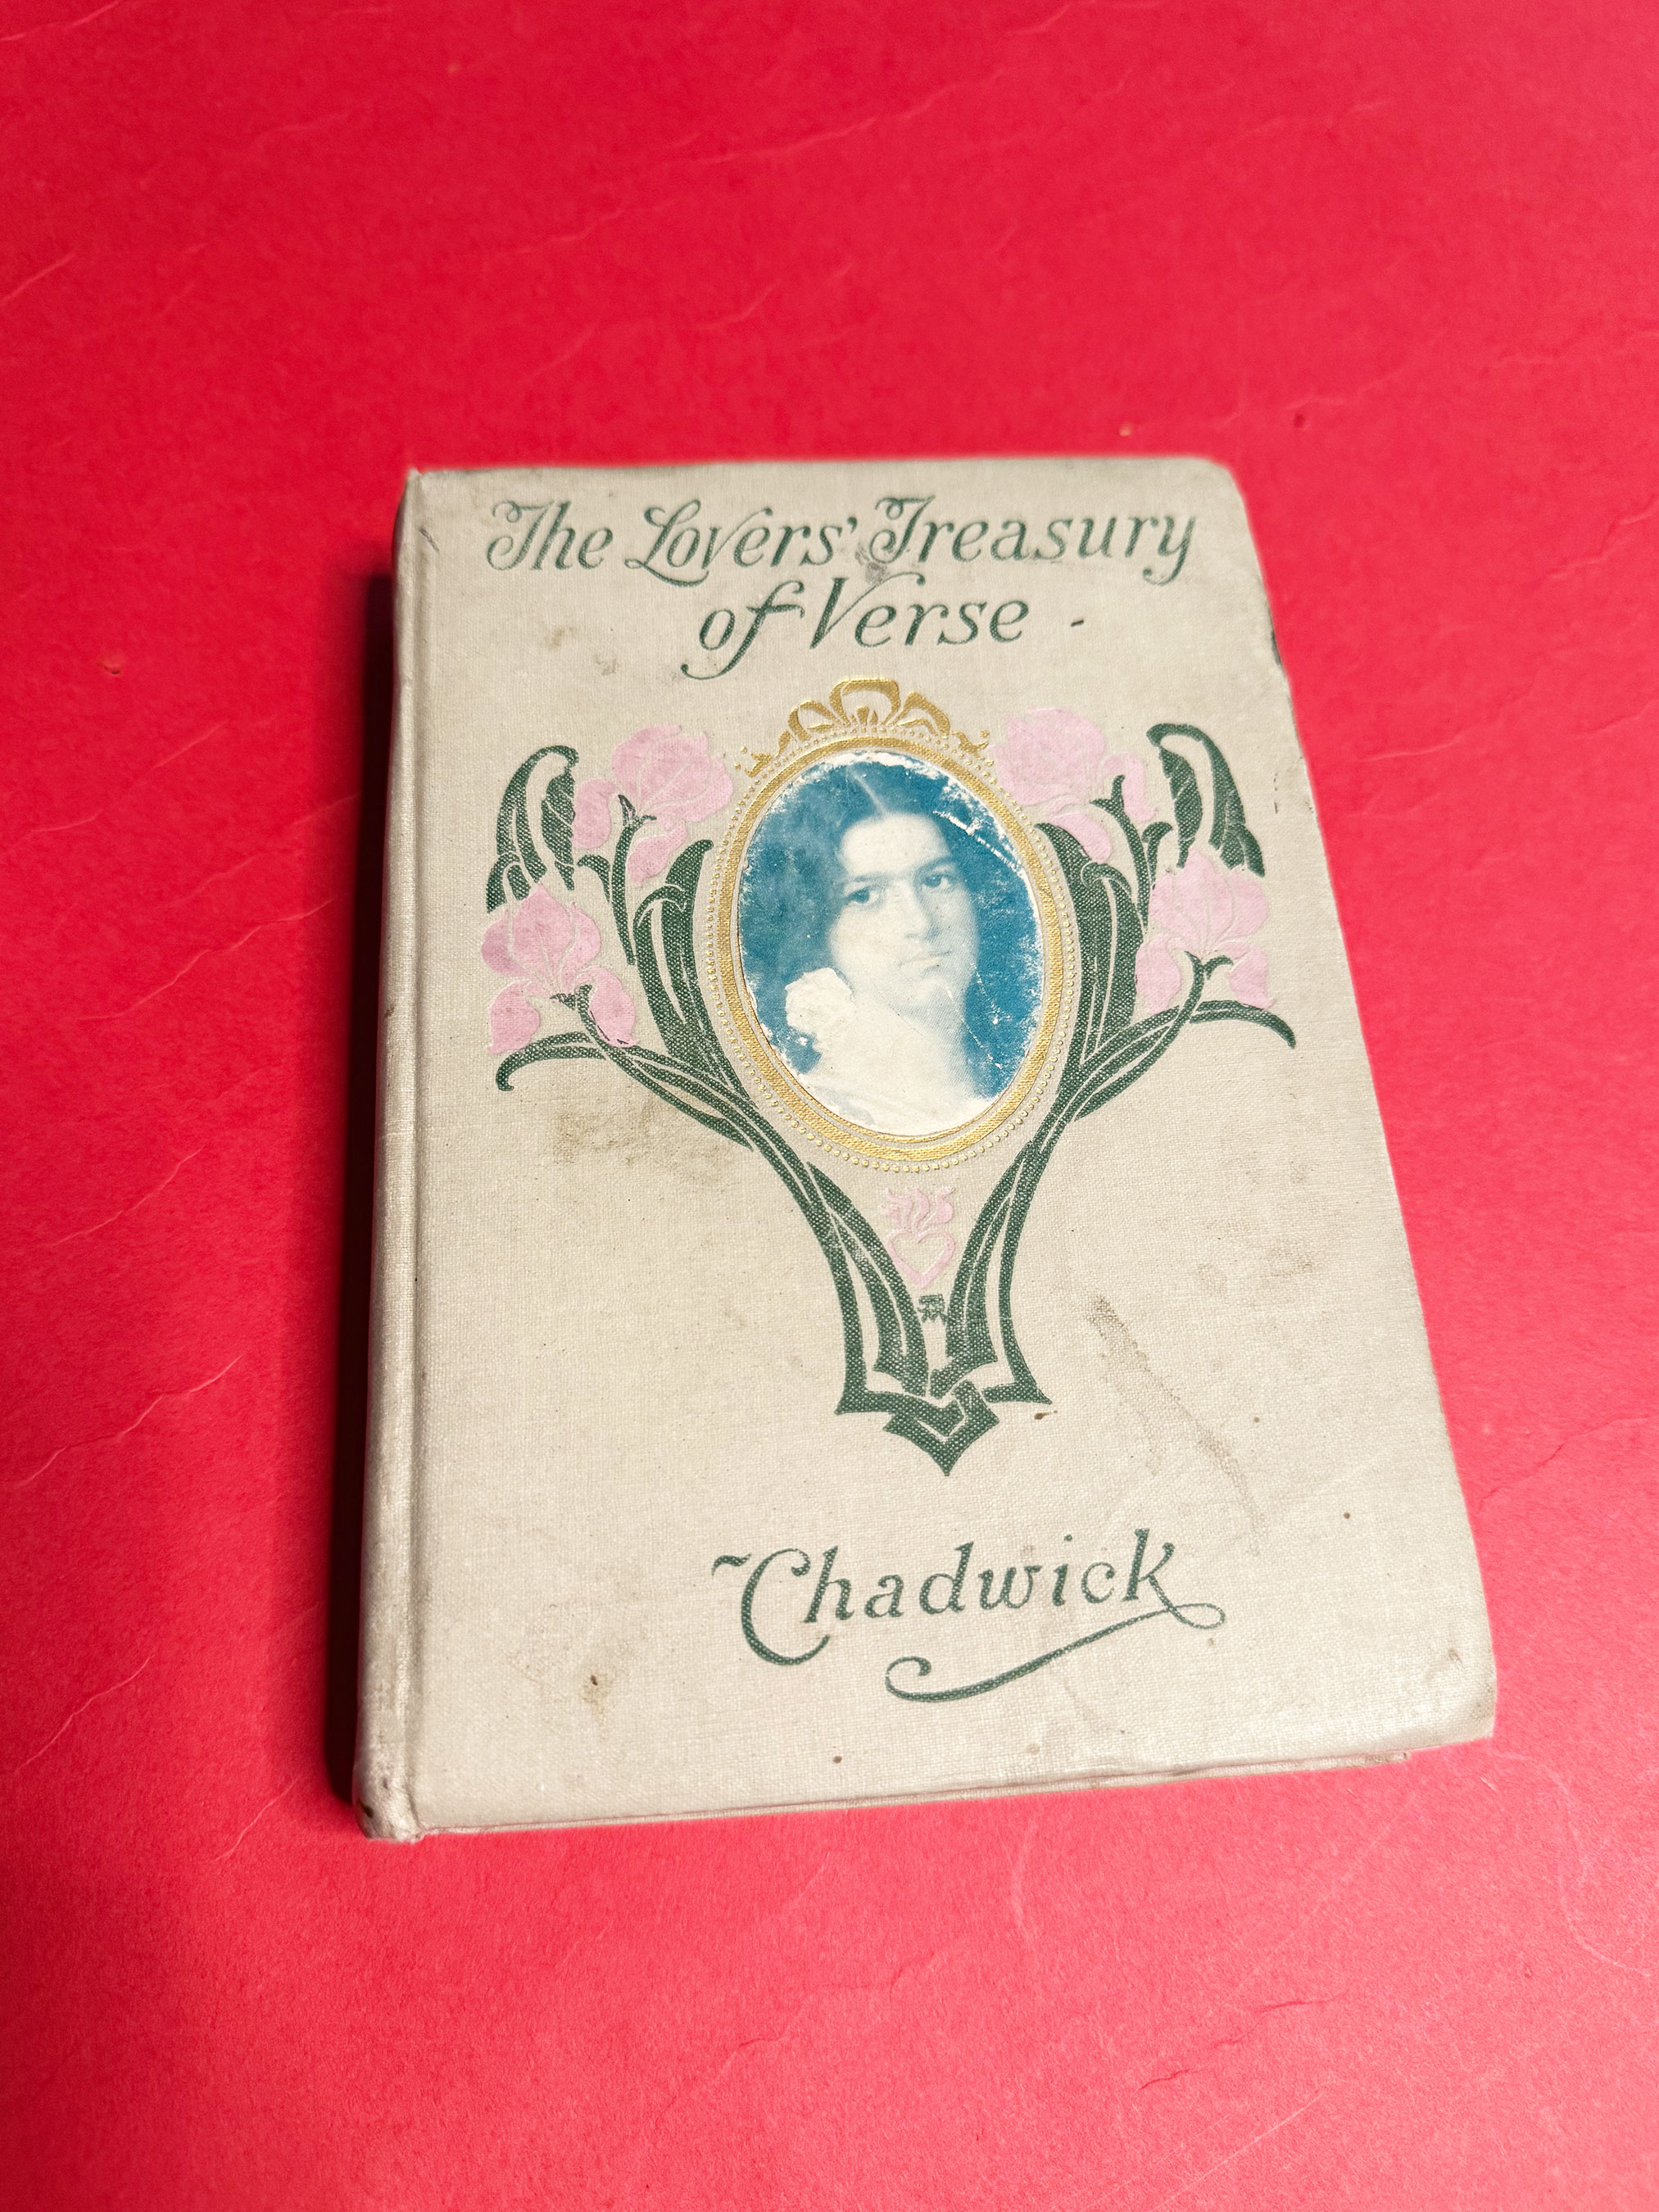 The Lovers' Treasury
of Verse
Chadwick